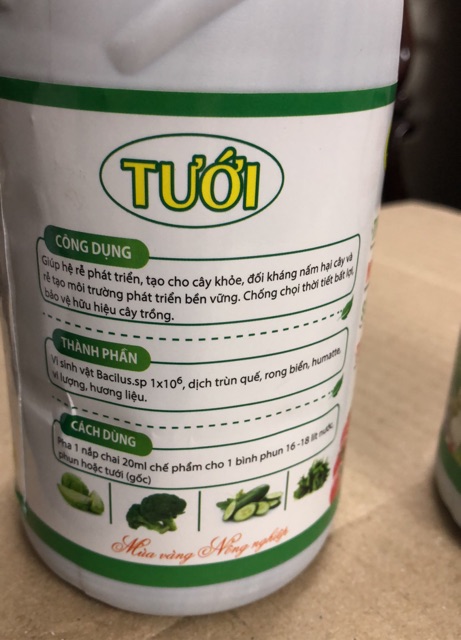 TƯỚI
CÔNG DỤNG
Giúp hệ rễ phát triển, tạo cho cây khỏe, đối kháng nấm hại cây và
rễ tạo môi trường phát triển bền vững. Chống chọi thời tiết bất lợi,
bảo vệ hữu hiệu cây trồng.
THÀNH PHẦN
Vi sinh vật Bacilus.sp 1x10⁶, dịch trùn quế, rong biển, humatte,
vi lượng, hương liệu.
CÁCH DÙNG
Pha 1 nắp chai 20ml chế phẩm cho 1 bình phun 16 -18 lít nước,
phun hoặc tưới (gốc)
Mùa vàng Nông nghiệp